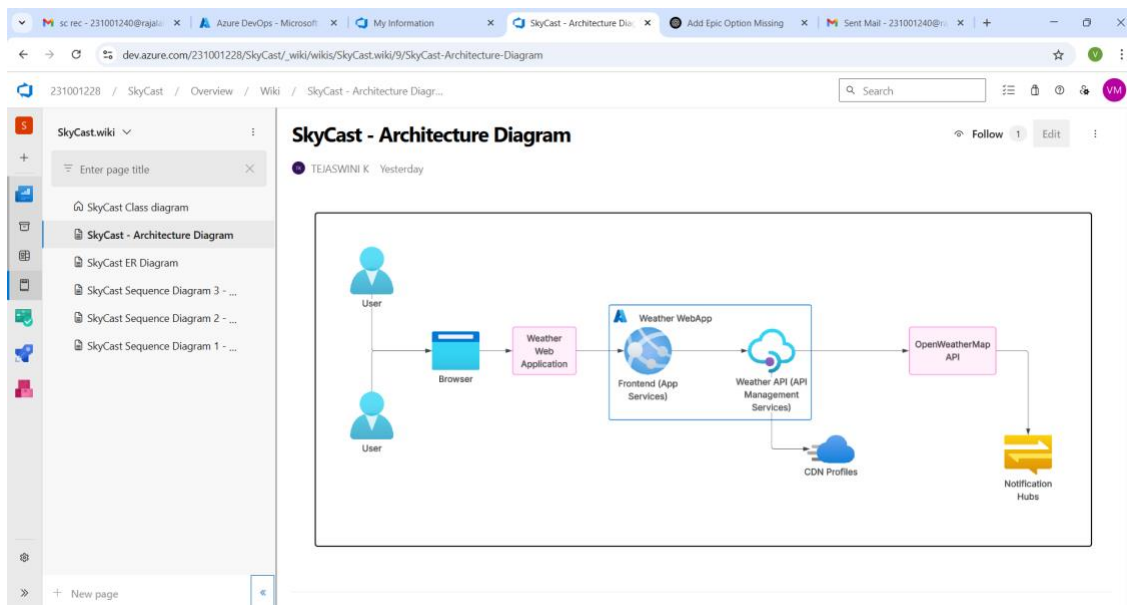 sc rec - 231001240@rajala
Azure DevOps - Microsoft
My Information
SkyCast - Architecture Dia
Add Epic Option Missing
Sent Mail - 231001240@ra
dev.azure.com/231001228/SkyCast/_wiki/wikis/SkyCast.wiki/9/SkyCast-Architecture-Diagram
V
231001228 / SkyCast / Overview / Wiki / SkyCast - Architecture Diagr...
Search
VM
S
SkyCast.wiki
Enter page title
SkyCast Class diagram
SkyCast - Architecture Diagram
SkyCast ER Diagram
SkyCast Sequence Diagram 3 - ...
SkyCast Sequence Diagram 2 - ...
SkyCast Sequence Diagram 1 - ...
New page
SkyCast - Architecture Diagram
Follow 1 Edit
TEJASWINI K Yesterday
User
Browser
User
Weather
Web
Application
Weather WebApp
Frontend (App
Services)
Weather API (API
Management
Services)
CDN Profiles
OpenWeatherMap
API
Notification
Hubs